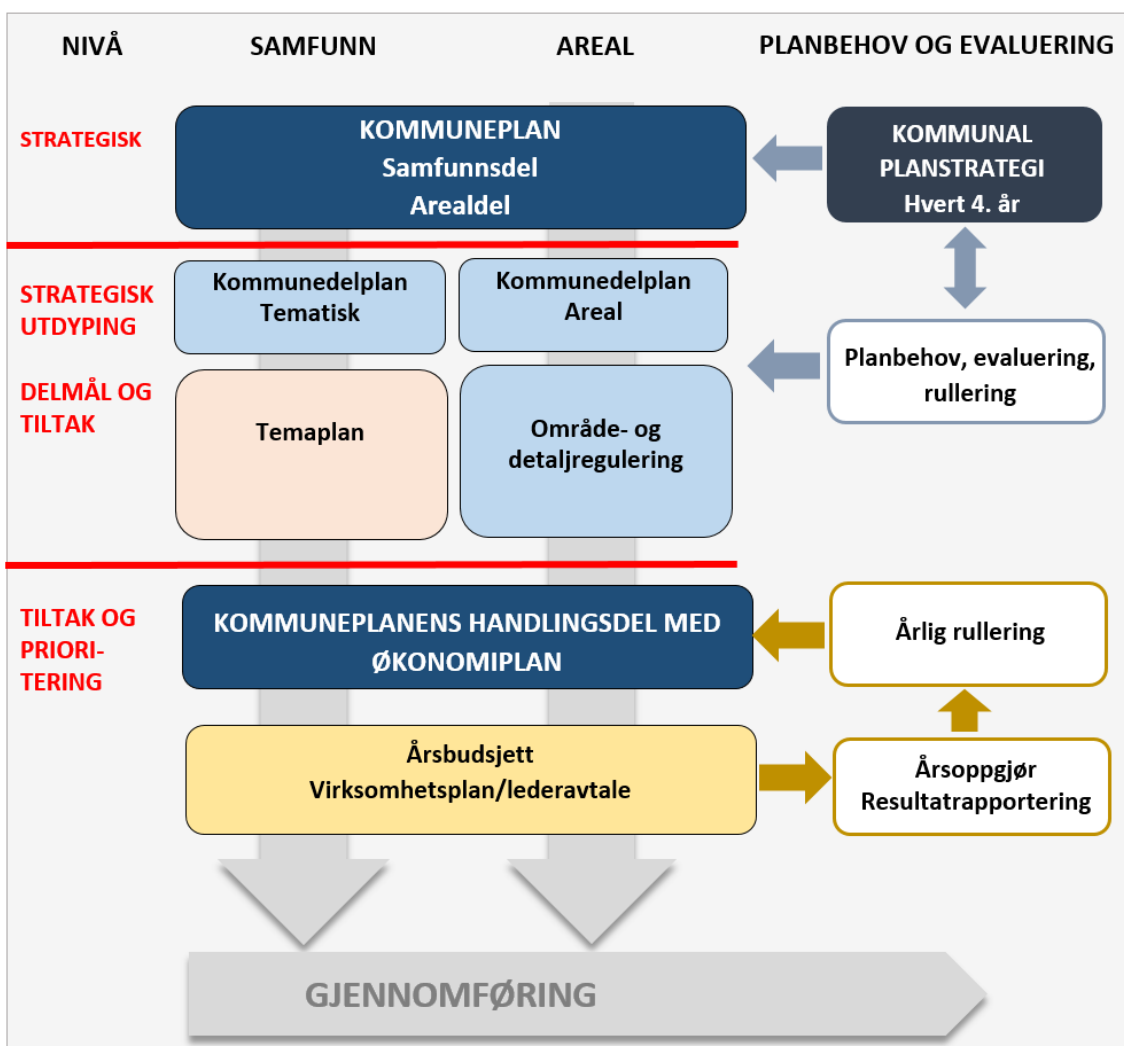 NIVÅ
SAMFUNN
AREAL
PLANBEHOV OG EVALUERING
STRATEGISK
KOMMUNEPLAN
Samfunnsdel
Arealdel
KOMMUNAL
PLANSTRATEGI
Hvert 4. år
STRATEGISK
UTDYPING
Kommunedelplan
Tematisk
Kommunedelplan
Areal
Planbehov, evaluering,
rullering
DELMÅL OG
TILTAK
Temaplan
Område- og
detaljregulering
TILTAK OG
PRIORI-
TERING
KOMMUNEPLANENS HANDLINGSDEL MED
ØKONOMIPLAN
Årlig rullering
Årsbudsjett
Virksomhetsplan/lederavtale
Årsoppgjør
Resultatrapportering
GJENNOMFØRING